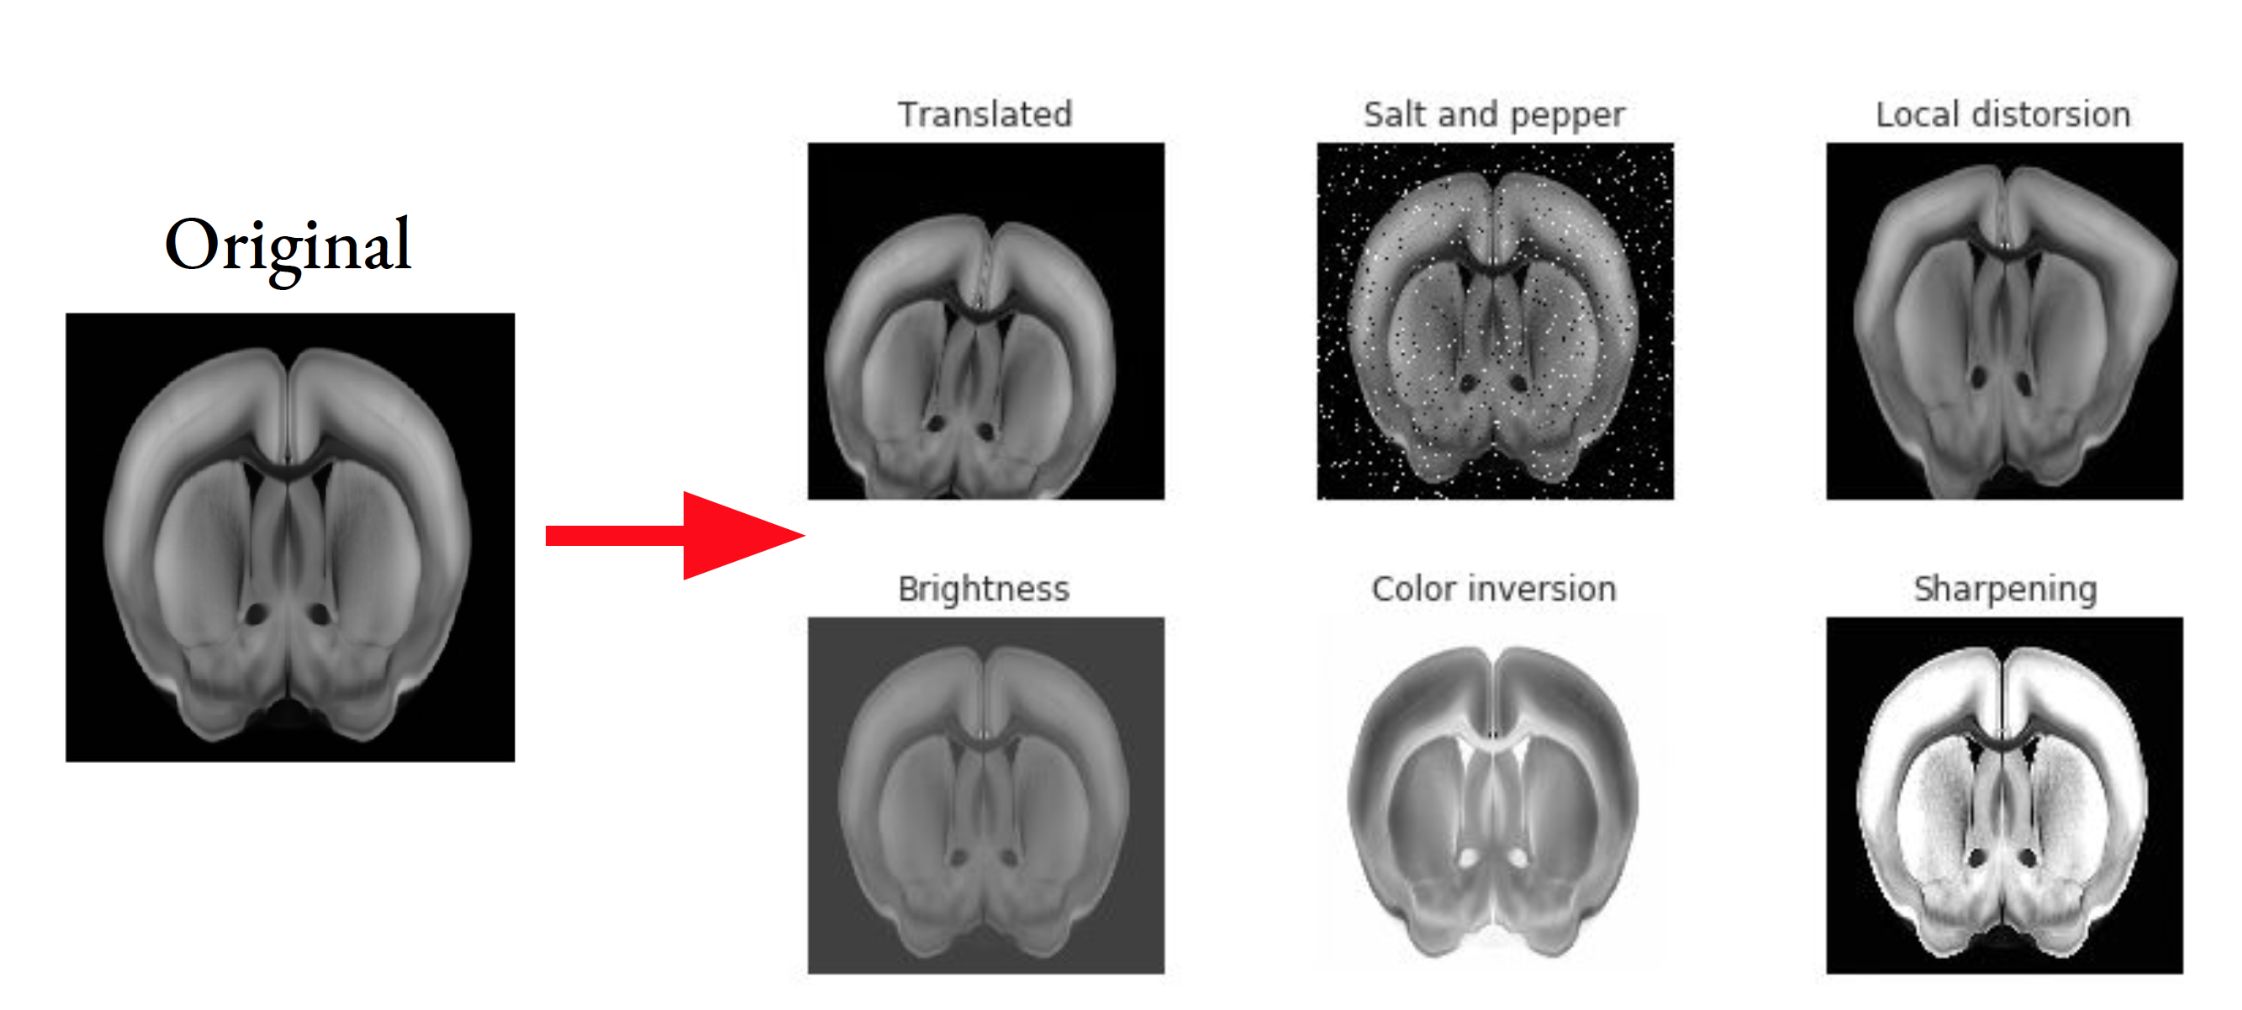 Original
Translated
Salt and pepper
Local distorsion
Brightness
Color inversion
Sharpening